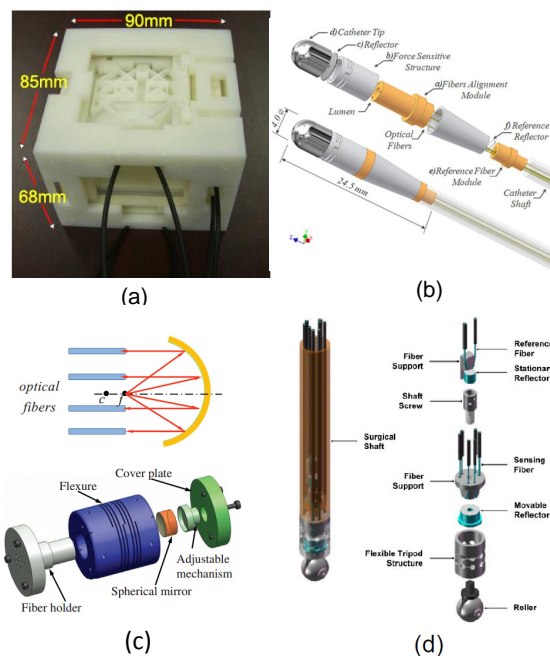 90mm
85mm
68mm
(a)
d)Catheter Tip
c)Reflector
b)Force Sensitive
Structure
a)Fibers Alignment
Module
Lumen
Optical
Fibers
f)Reference
Reflector
e)Reference Fiber
Module
Catheter
Shaft
4.0 ø
24.5 mm
Z
Y
X
(b)
optical
fibers
c
f
Cover plate
Flexure
Adjustable
mechanism
Spherical mirror
Fiber holder
(c)
Reference
Fiber
Fiber
Support
Stationary
Reflector
Shaft
Screw
Surgical
Shaft
Sensing
Fiber
Fiber
Support
Movable
Reflector
Flexible Tripod
Structure
Roller
(d)